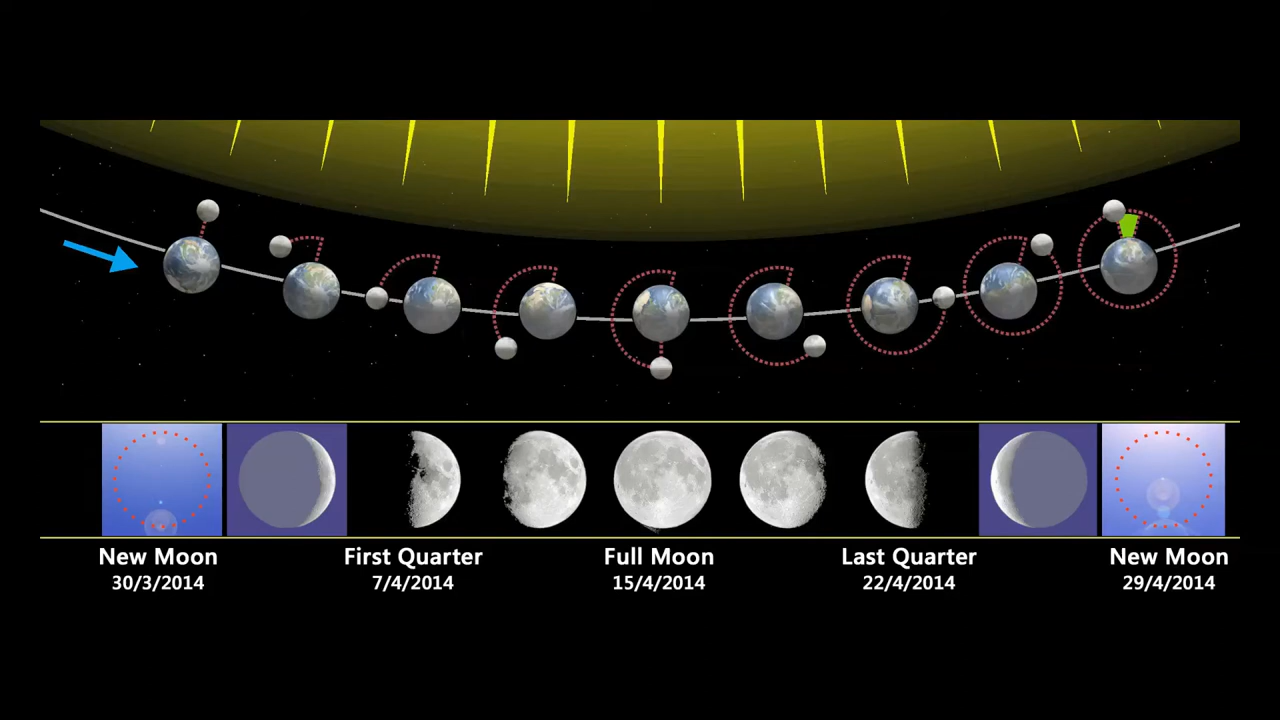 New Moon
30/3/2014
First Quarter
7/4/2014
Full Moon
15/4/2014
Last Quarter
22/4/2014
New Moon
29/4/2014